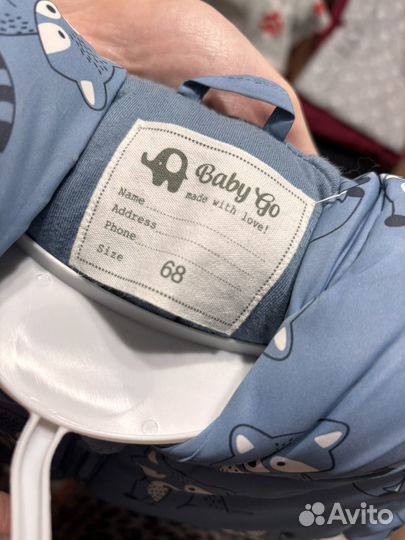 Baby Go
made with love!
Name
Address
Phone
Size 68
Avito